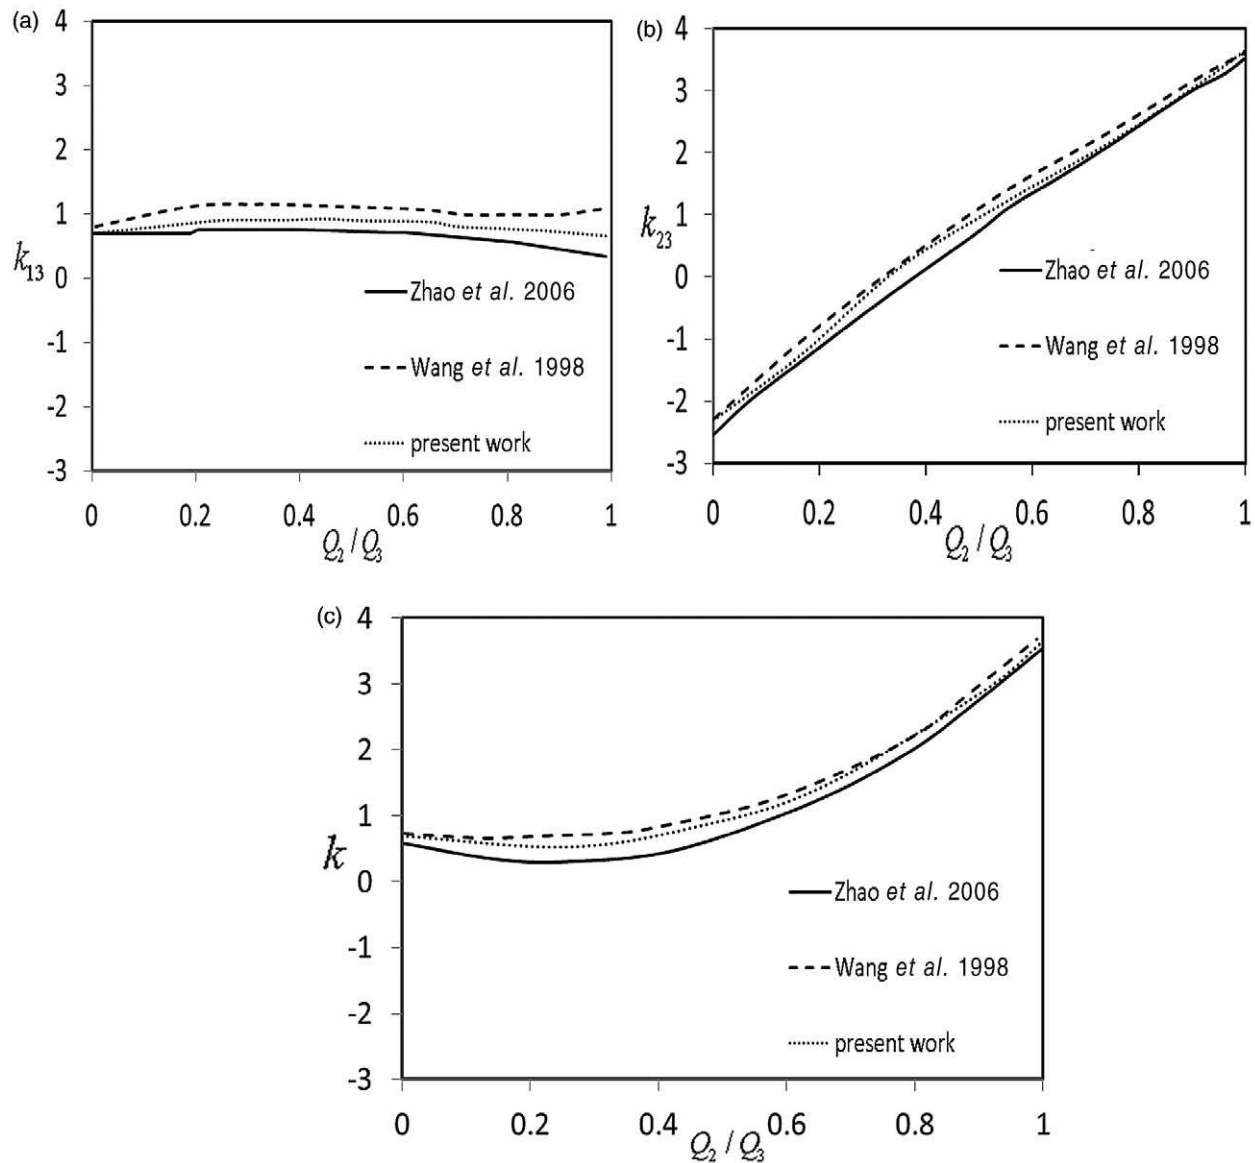 (a)
4
3
2
1
0
-1
-2
-3
k13
Zhao et al. 2006
Wang et al. 1998
present work
0 0.2 0.4 0.6 0.8 1
Q2/Q3
(b)
4
3
2
1
0
-1
-2
-3
k23
Zhao et al. 2006
Wang et al. 1998
present work
0 0.2 0.4 0.6 0.8 1
Q2/Q3
(c)
4
3
2
1
0
-1
-2
-3
k
Zhao et al. 2006
Wang et al. 1998
present work
0 0.2 0.4 0.6 0.8 1
Q2/Q3